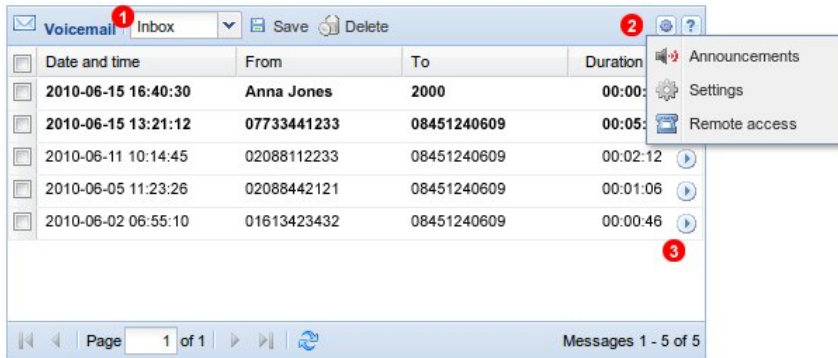 Voicemail 1 Inbox Save Delete 2 ?
Date and time From To Duration
2010-06-15 16:40:30 Anna Jones 2000 00:00:
2010-06-15 13:21:12 07733441233 08451240609 00:05:
2010-06-11 10:14:45 02088112233 08451240609 00:02:12
2010-06-05 11:23:26 02088442121 08451240609 00:01:06
2010-06-02 06:55:10 01613423432 08451240609 00:00:46
Announcements
Settings
Remote access
3
Page 1 of 1 Messages 1 - 5 of 5